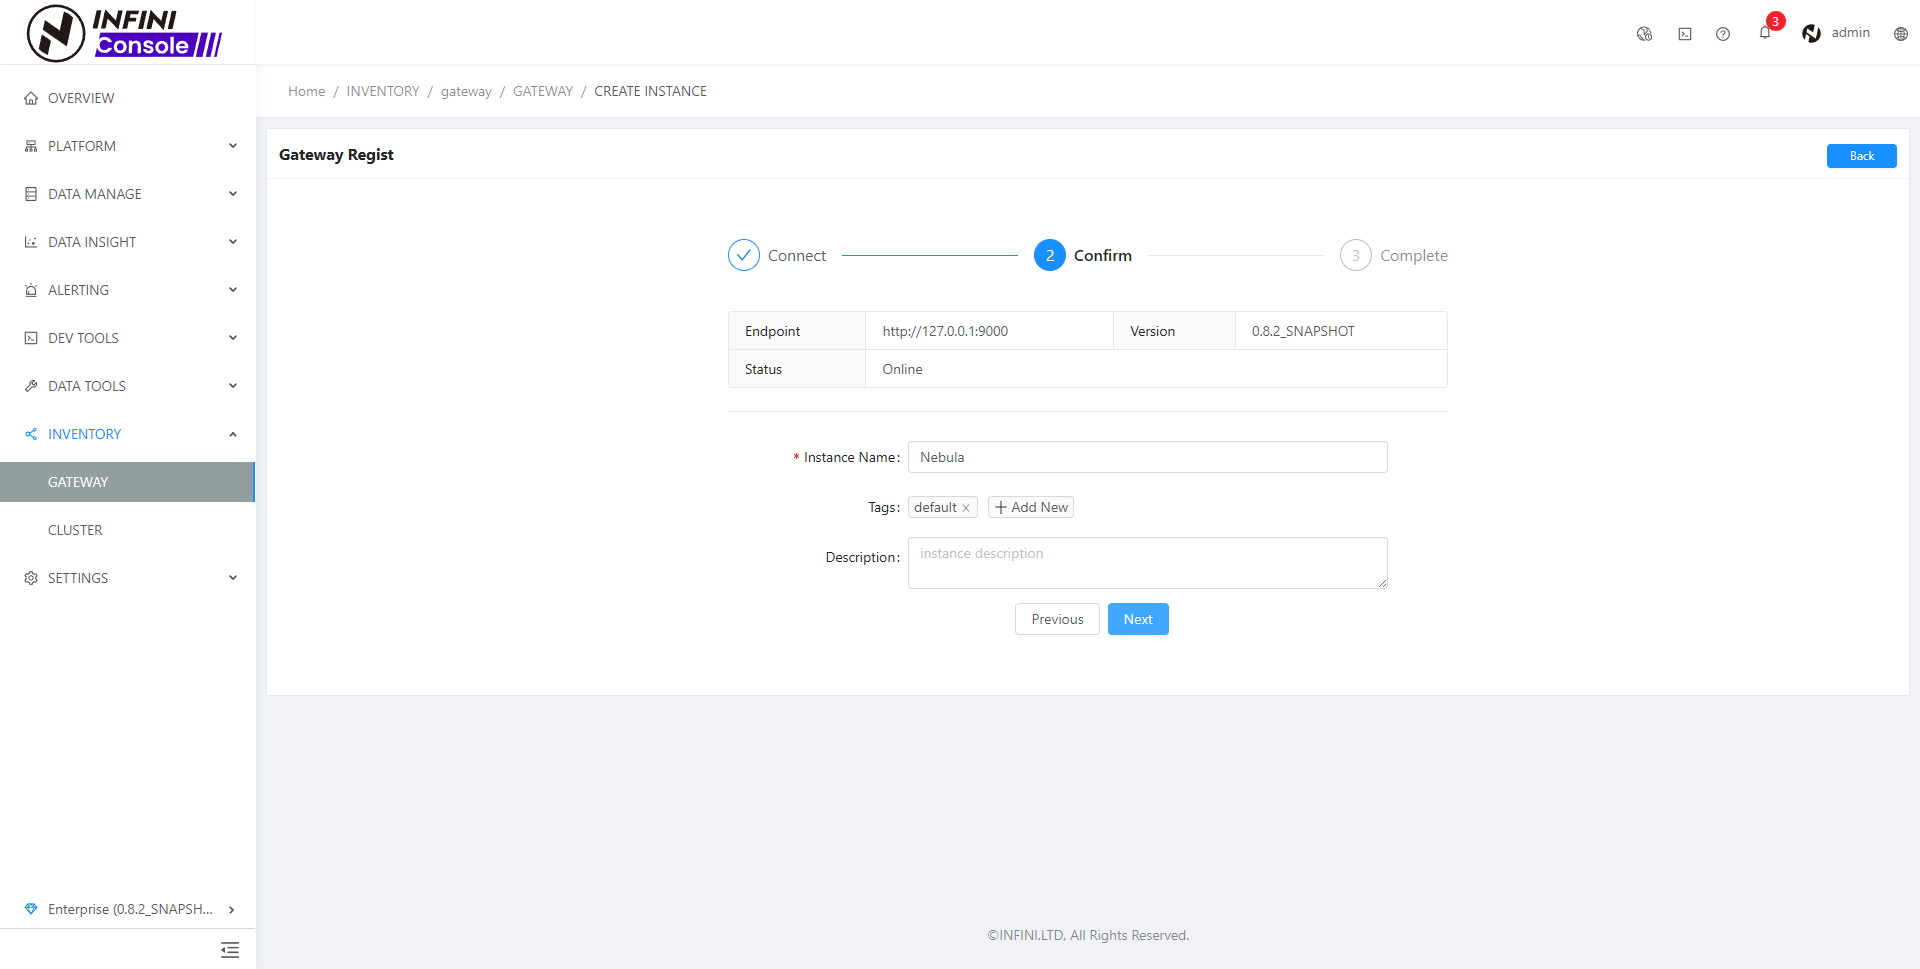 INFINI
Console
3
admin
Home / INVENTORY / gateway / GATEWAY / CREATE INSTANCE
OVERVIEW
PLATFORM
DATA MANAGE
DATA INSIGHT
ALERTING
DEV TOOLS
DATA TOOLS
INVENTORY
GATEWAY
CLUSTER
SETTINGS
Enterprise (0.8.2_SNAPSH...
Gateway Regist
Back
Connect
2 Confirm
3 Complete
Endpoint http://127.0.0.1:9000 Version 0.8.2_SNAPSHOT
Status Online
* Instance Name: Nebula
Tags: default × + Add New
Description: instance description
Previous Next
©INFINI.LTD, All Rights Reserved.